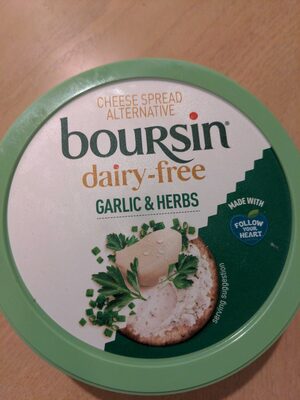 CHEESE SPREAD
ALTERNATIVE
boursin®
dairy-free
GARLIC & HERBS
MADE WITH
FOLLOW
YOUR
HEART
serving suggestion